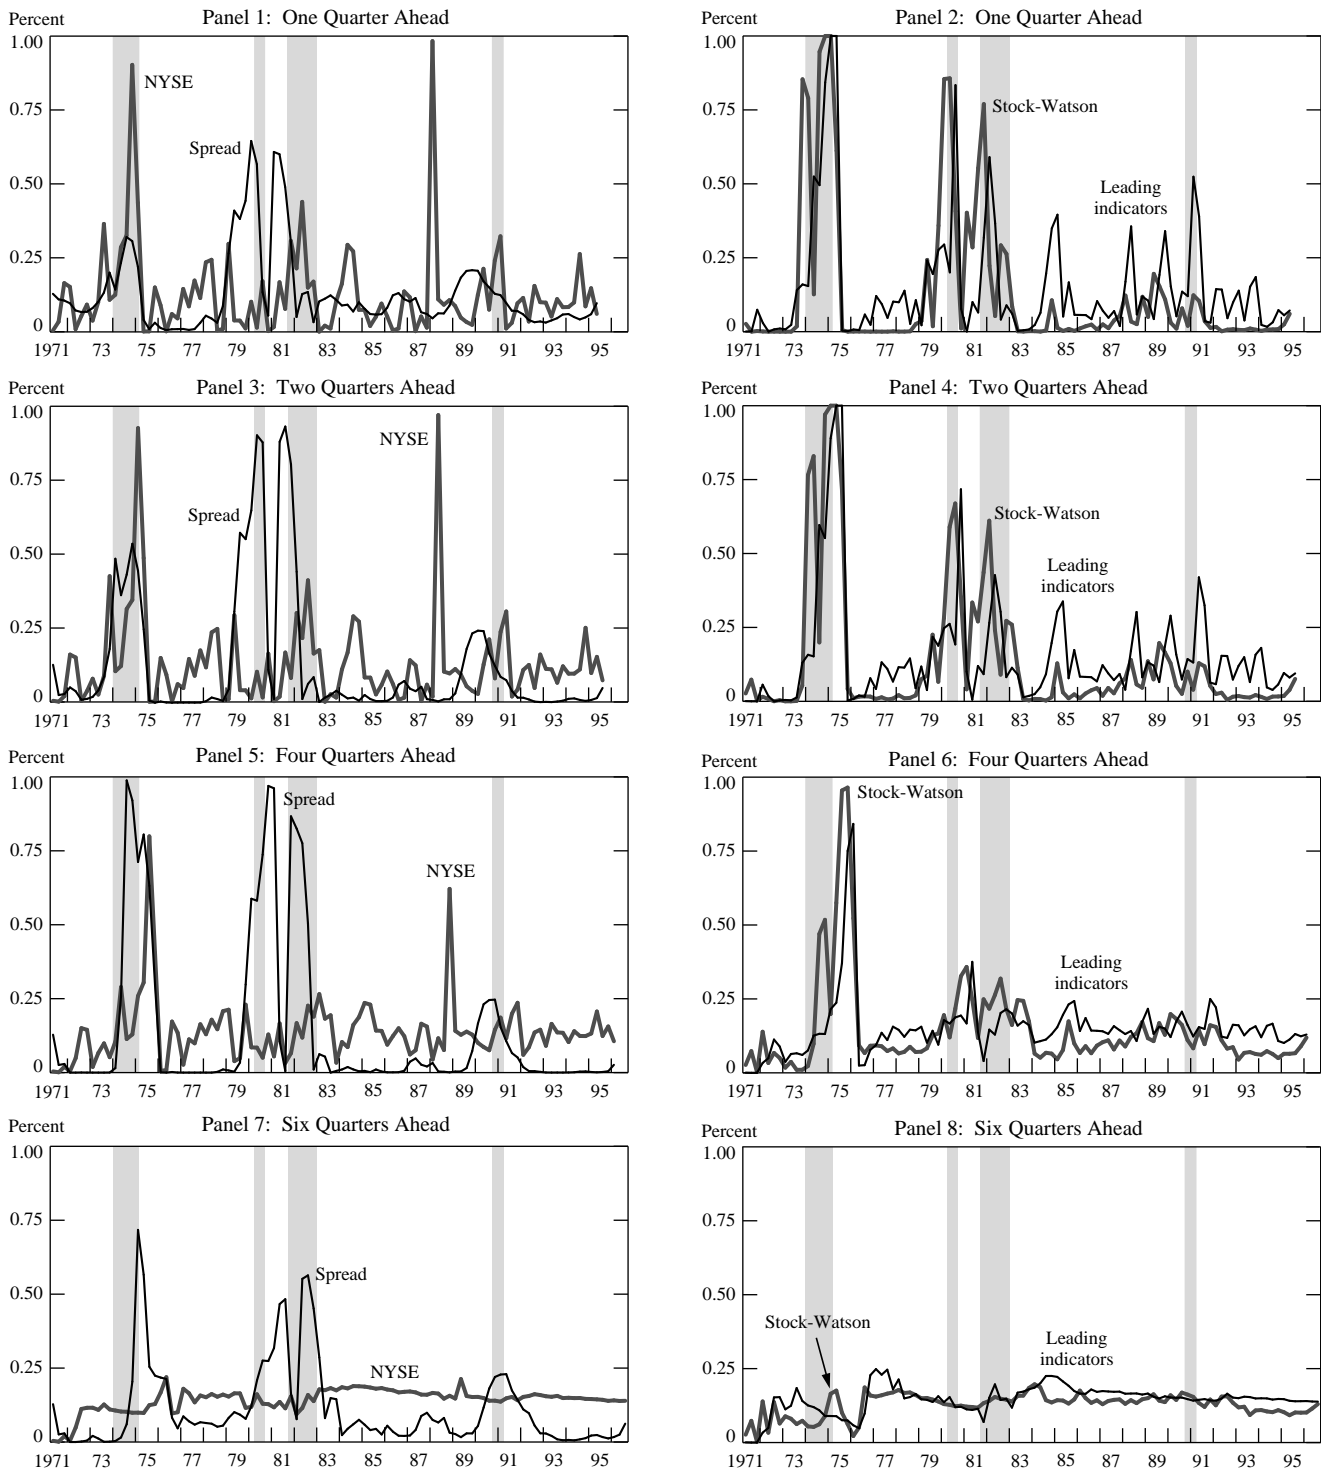 Percent
Panel 1: One Quarter Ahead
1.00
0.75
0.50
0.25
0
NYSE
Spread
1971 73 75 77 79 81 83 85 87 89 91 93 95
Percent
Panel 2: One Quarter Ahead
1.00
0.75
0.50
0.25
0
Stock-Watson
Leading
indicators
1971 73 75 77 79 81 83 85 87 89 91 93 95
Percent
Panel 3: Two Quarters Ahead
1.00
0.75
0.50
0.25
0
NYSE
Spread
1971 73 75 77 79 81 83 85 87 89 91 93 95
Percent
Panel 4: Two Quarters Ahead
1.00
0.75
0.50
0.25
0
Stock-Watson
Leading
indicators
1971 73 75 77 79 81 83 85 87 89 91 93 95
Percent
Panel 5: Four Quarters Ahead
1.00
0.75
0.50
0.25
0
Spread
NYSE
1971 73 75 77 79 81 83 85 87 89 91 93 95
Percent
Panel 6: Four Quarters Ahead
1.00
0.75
0.50
0.25
0
Stock-Watson
Leading
indicators
1971 73 75 77 79 81 83 85 87 89 91 93 95
Percent
Panel 7: Six Quarters Ahead
1.00
0.75
0.50
0.25
0
Spread
NYSE
1971 73 75 77 79 81 83 85 87 89 91 93 95
Percent
Panel 8: Six Quarters Ahead
1.00
0.75
0.50
0.25
0
Stock-Watson
Leading
indicators
1971 73 75 77 79 81 83 85 87 89 91 93 95